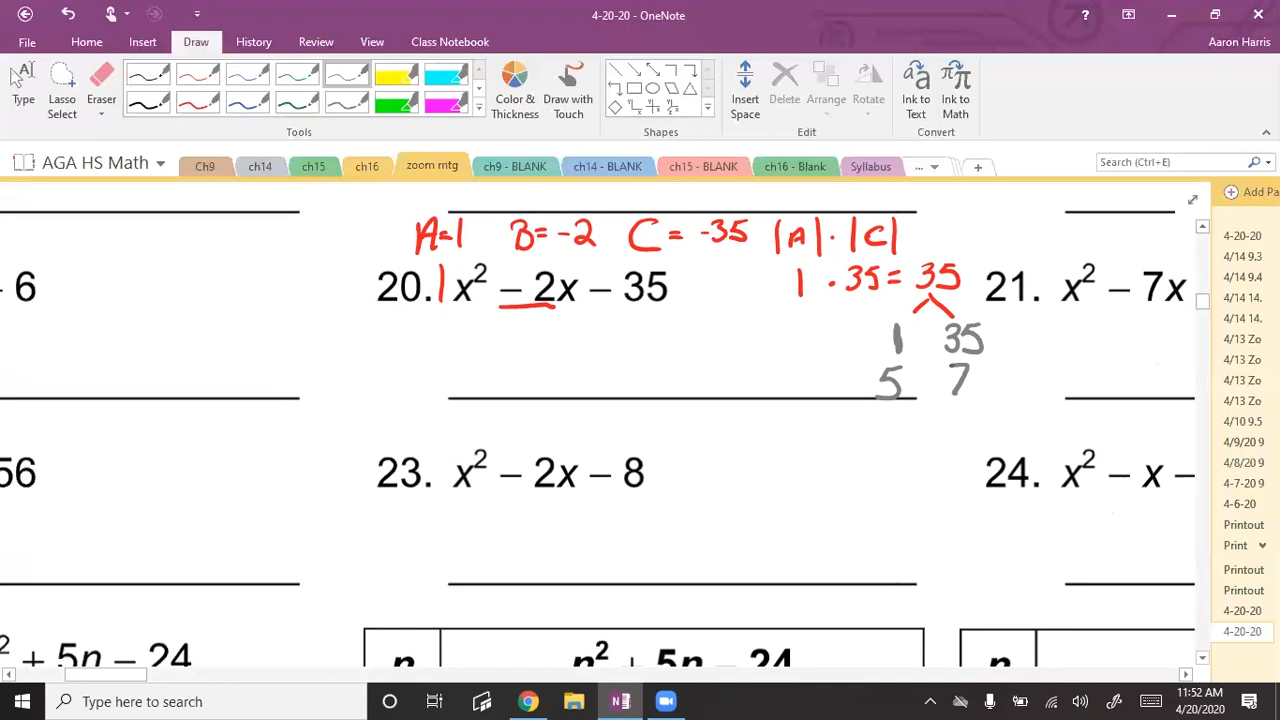 4-20-20 - OneNote
Aaron Harris
File Home Insert Draw History Review View Class Notebook
Type
Lasso Select
Eraser
Color & Thickness
Draw with Touch
Insert Space
Delete
Arrange
Rotate
Ink to Text
Ink to Math
Tools
Shapes
Edit
Convert
AGA HS Math
Ch9 ch14 ch15 ch16 zoom mtg ch9 - BLANK ch14 - BLANK ch15 - BLANK ch16 - Blank Syllabus ...
Search (Ctrl+E)
Add Pa
A=1 B=-2 C=-35 |A|·|C|
- 6
20. 1x² – 2x – 35
1 · 35 = 35
21. x² – 7x
1 35
5 7
56
23. x² – 2x – 8
24. x² – x –
² + 5n – 24
n
n² + 5n – 24
n
4-20-20
4/14 9.3
4/14 9.4
4/14 14.
4/14 14.
4/13 Zo
4/13 Zo
4/13 Zo
4/13 Zo
4/10 9.5
4/9/20 9
4/8/20 9
4-7-20 9
4-6-20
Printout
Print
Printout
Printout
4-20-20
4-20-20
Type here to search
11:52 AM
4/20/2020